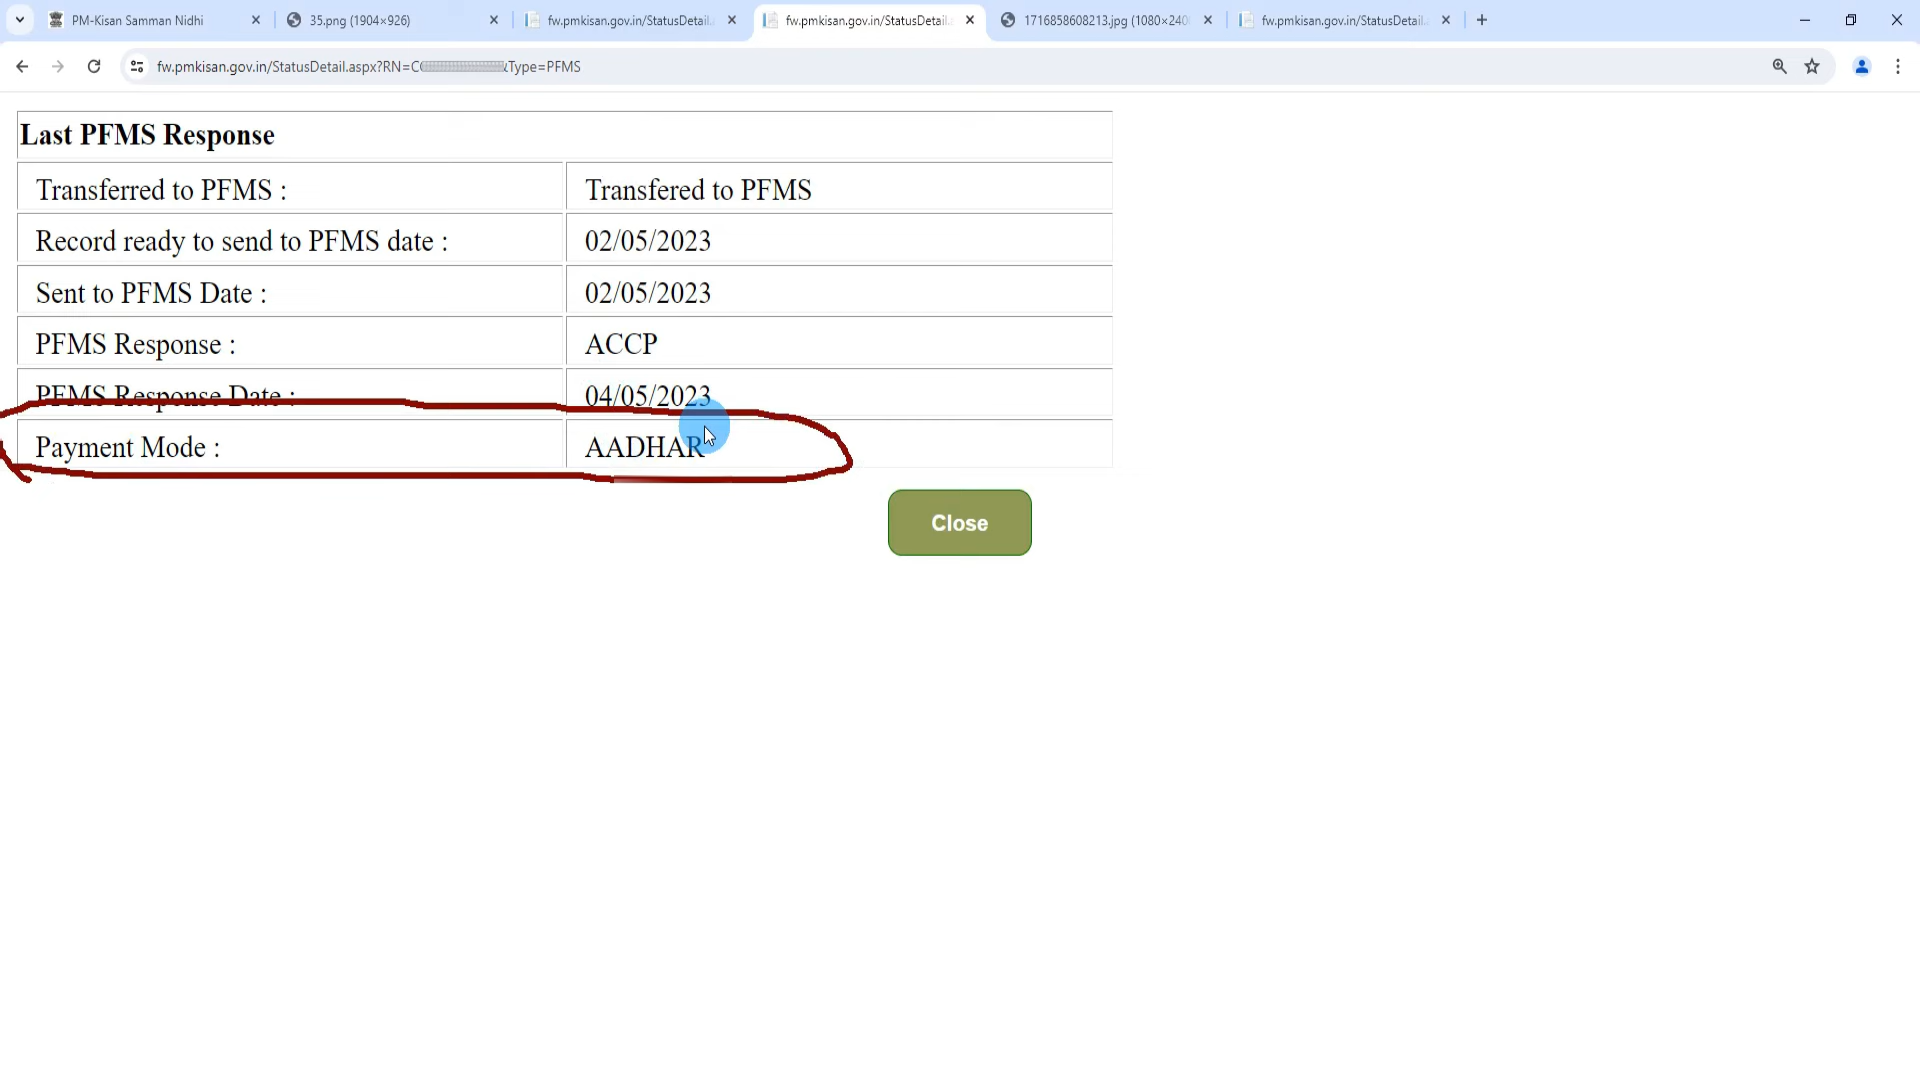 PM-Kisan Samman Nidhi
35.png (1904×926)
fw.pmkisan.gov.in/StatusDetail.
fw.pmkisan.gov.in/StatusDetail.
1716858608213.jpg (1080×240
fw.pmkisan.gov.in/StatusDetail.
fw.pmkisan.gov.in/StatusDetail.aspx?RN=C &Type=PFMS
Last PFMS Response
Transferred to PFMS : Transfered to PFMS
Record ready to send to PFMS date : 02/05/2023
Sent to PFMS Date : 02/05/2023
PFMS Response : ACCP
PFMS Response Date : 04/05/2023
Payment Mode : AADHAR
Close